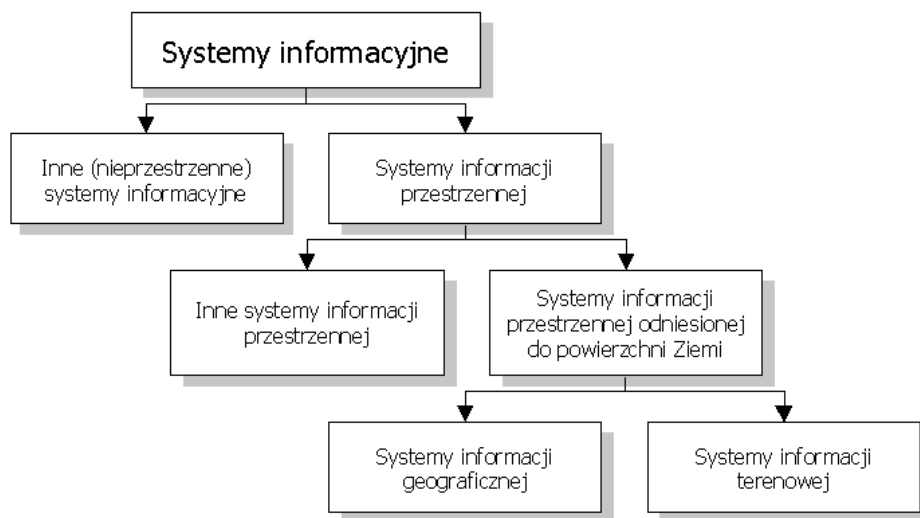 Systemy informacyjne
Inne (nieprzestrzenne)
systemy informacyjne
Systemy informacji
przestrzennej
Inne systemy informacji
przestrzennej
Systemy informacji
przestrzennej odniesionej
do powierzchni Ziemi
Systemy informacji
geograficznej
Systemy informacji
terenowej